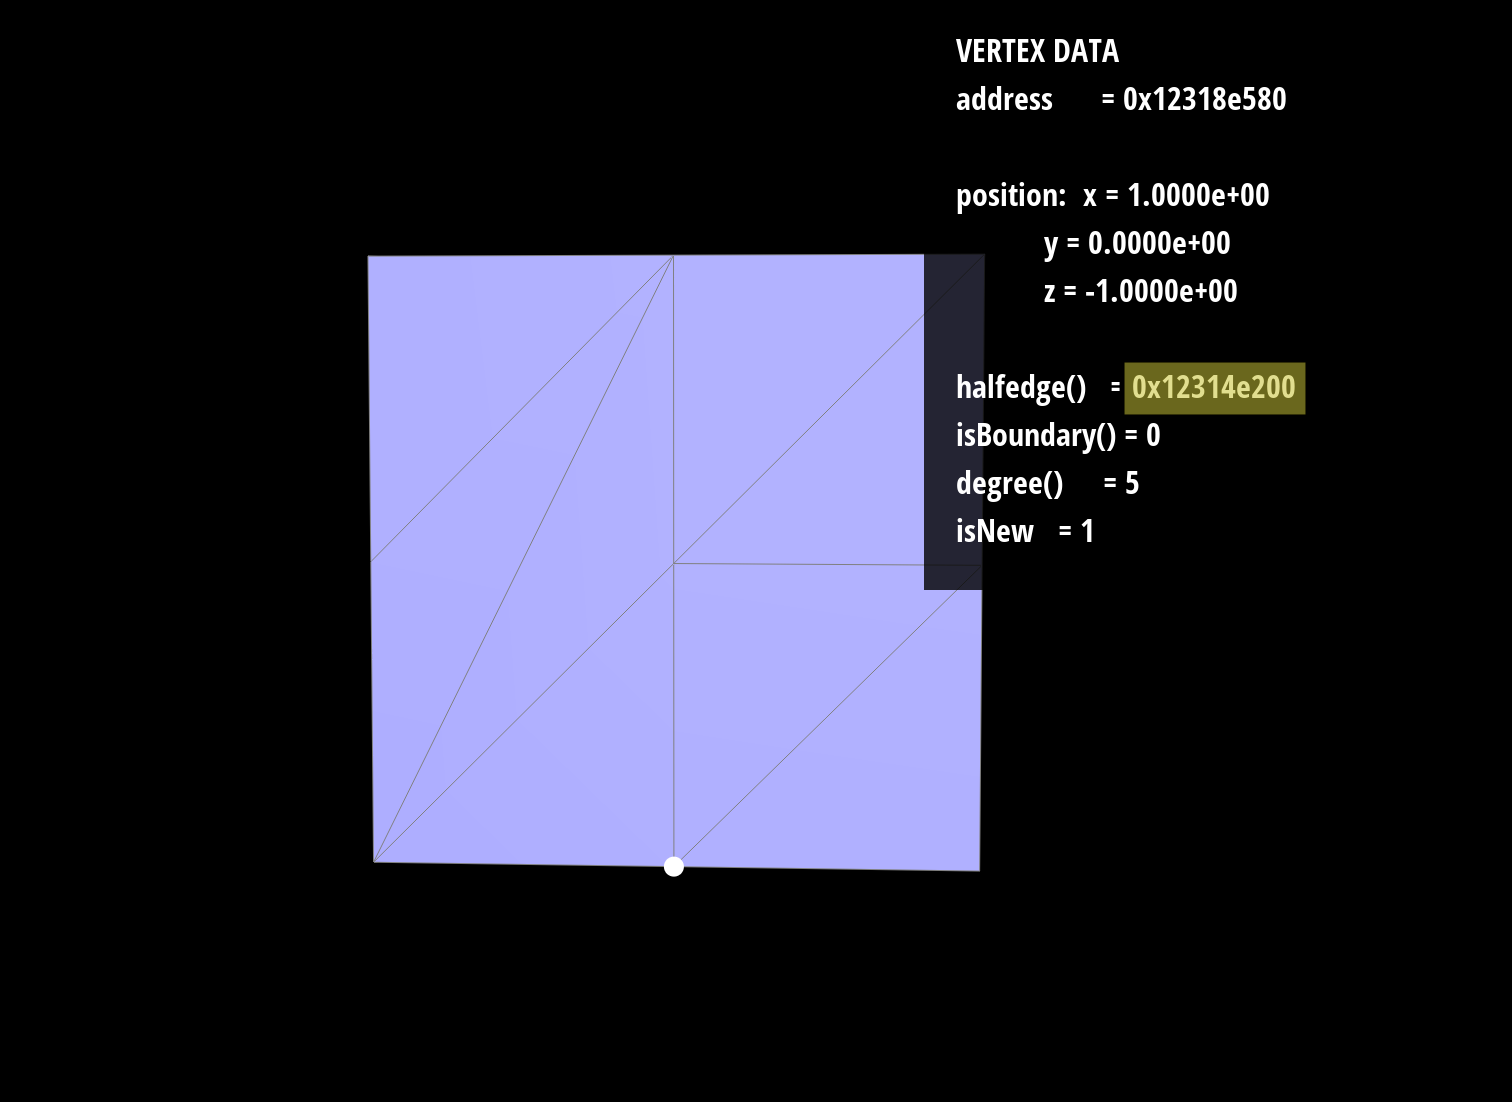 VERTEX DATA
address = 0x12318e580
position: x = 1.0000e+00
y = 0.0000e+00
z = -1.0000e+00
halfedge() = 0x12314e200
isBoundary() = 0
degree() = 5
isNew = 1